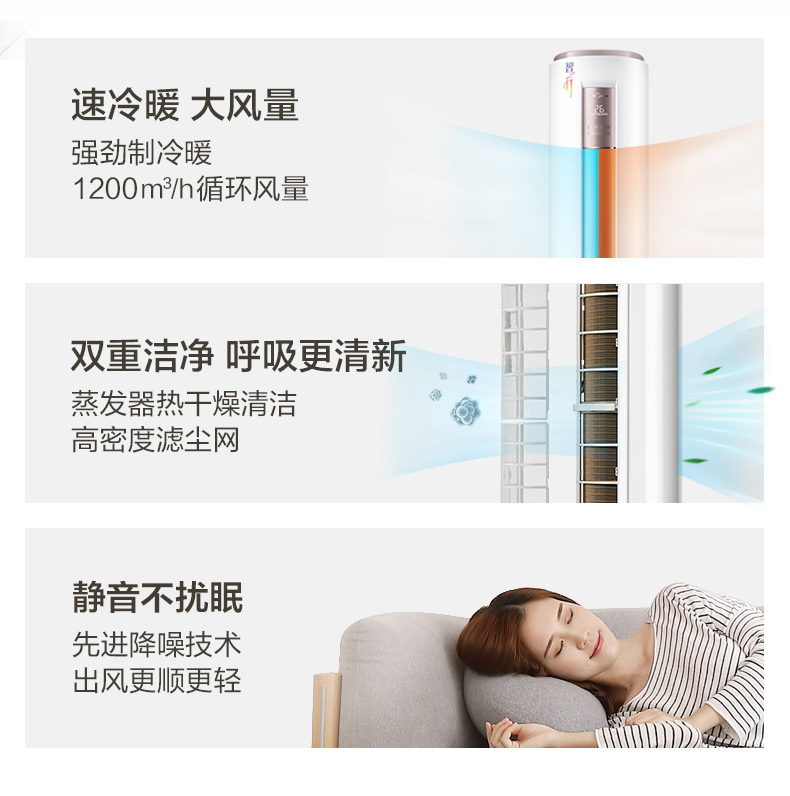 速冷暖 大风量
强劲制冷暖
1200m³/h循环风量
26
双重洁净 呼吸更清新
蒸发器热干燥清洁
高密度滤尘网
静音不扰眠
先进降噪技术
出风更顺更轻